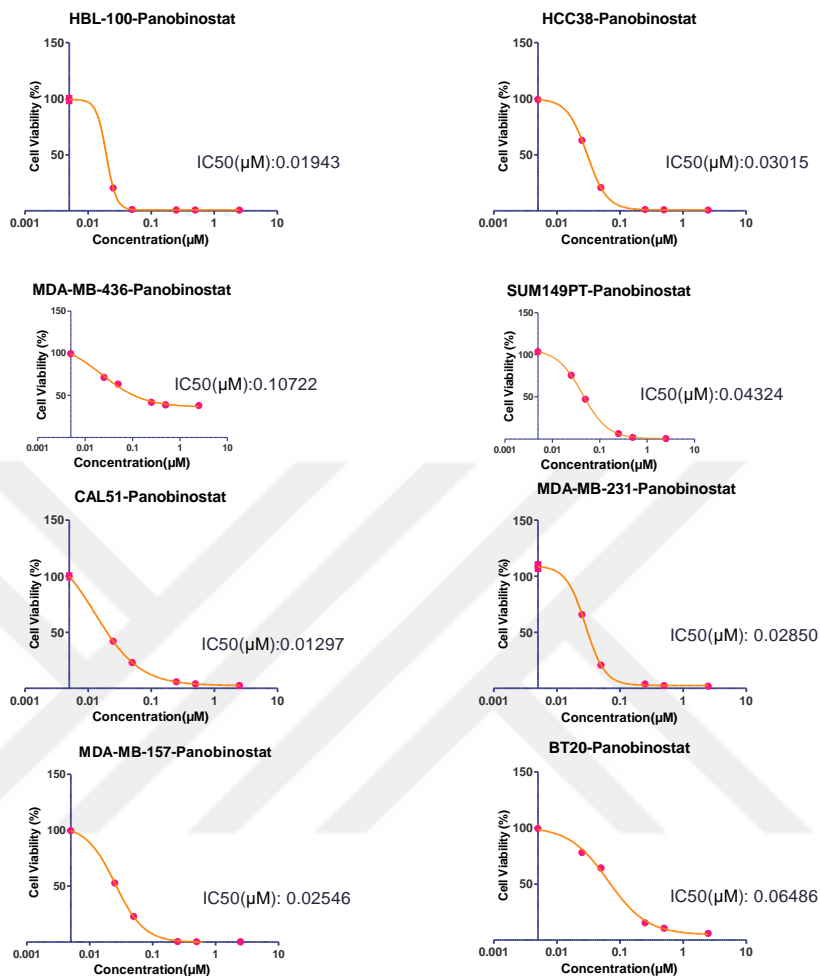 HBL-100-Panobinostat
150
100
50
Cell Viability (%)
IC50(µM):0.01943
0.001 0.01 0.1 1 10
Concentration(µM)
HCC38-Panobinostat
150
100
50
Cell Viability (%)
IC50(µM):0.03015
0.001 0.01 0.1 1 10
Concentration(µM)
MDA-MB-436-Panobinostat
150
100
50
Cell Viability (%)
IC50(µM):0.10722
0.001 0.01 0.1 1 10
Concentration(µM)
SUM149PT-Panobinostat
150
100
50
Cell Viability (%)
IC50(µM):0.04324
0.001 0.01 0.1 1 10
Concentration(µM)
CAL51-Panobinostat
150
100
50
Cell Viability (%)
IC50(µM):0.01297
0.001 0.01 0.1 1 10
Concentration(µM)
MDA-MB-231-Panobinostat
150
100
50
Cell Viability (%)
IC50(µM): 0.02850
0.001 0.01 0.1 1 10
Concentration(µM)
MDA-MB-157-Panobinostat
150
100
50
Cell Viability (%)
IC50(µM): 0.02546
0.001 0.01 0.1 1 10
Concentration(µM)
BT20-Panobinostat
150
100
50
Cell Viability (%)
IC50(µM): 0.06486
0.001 0.01 0.1 1 10
Concentration(µM)